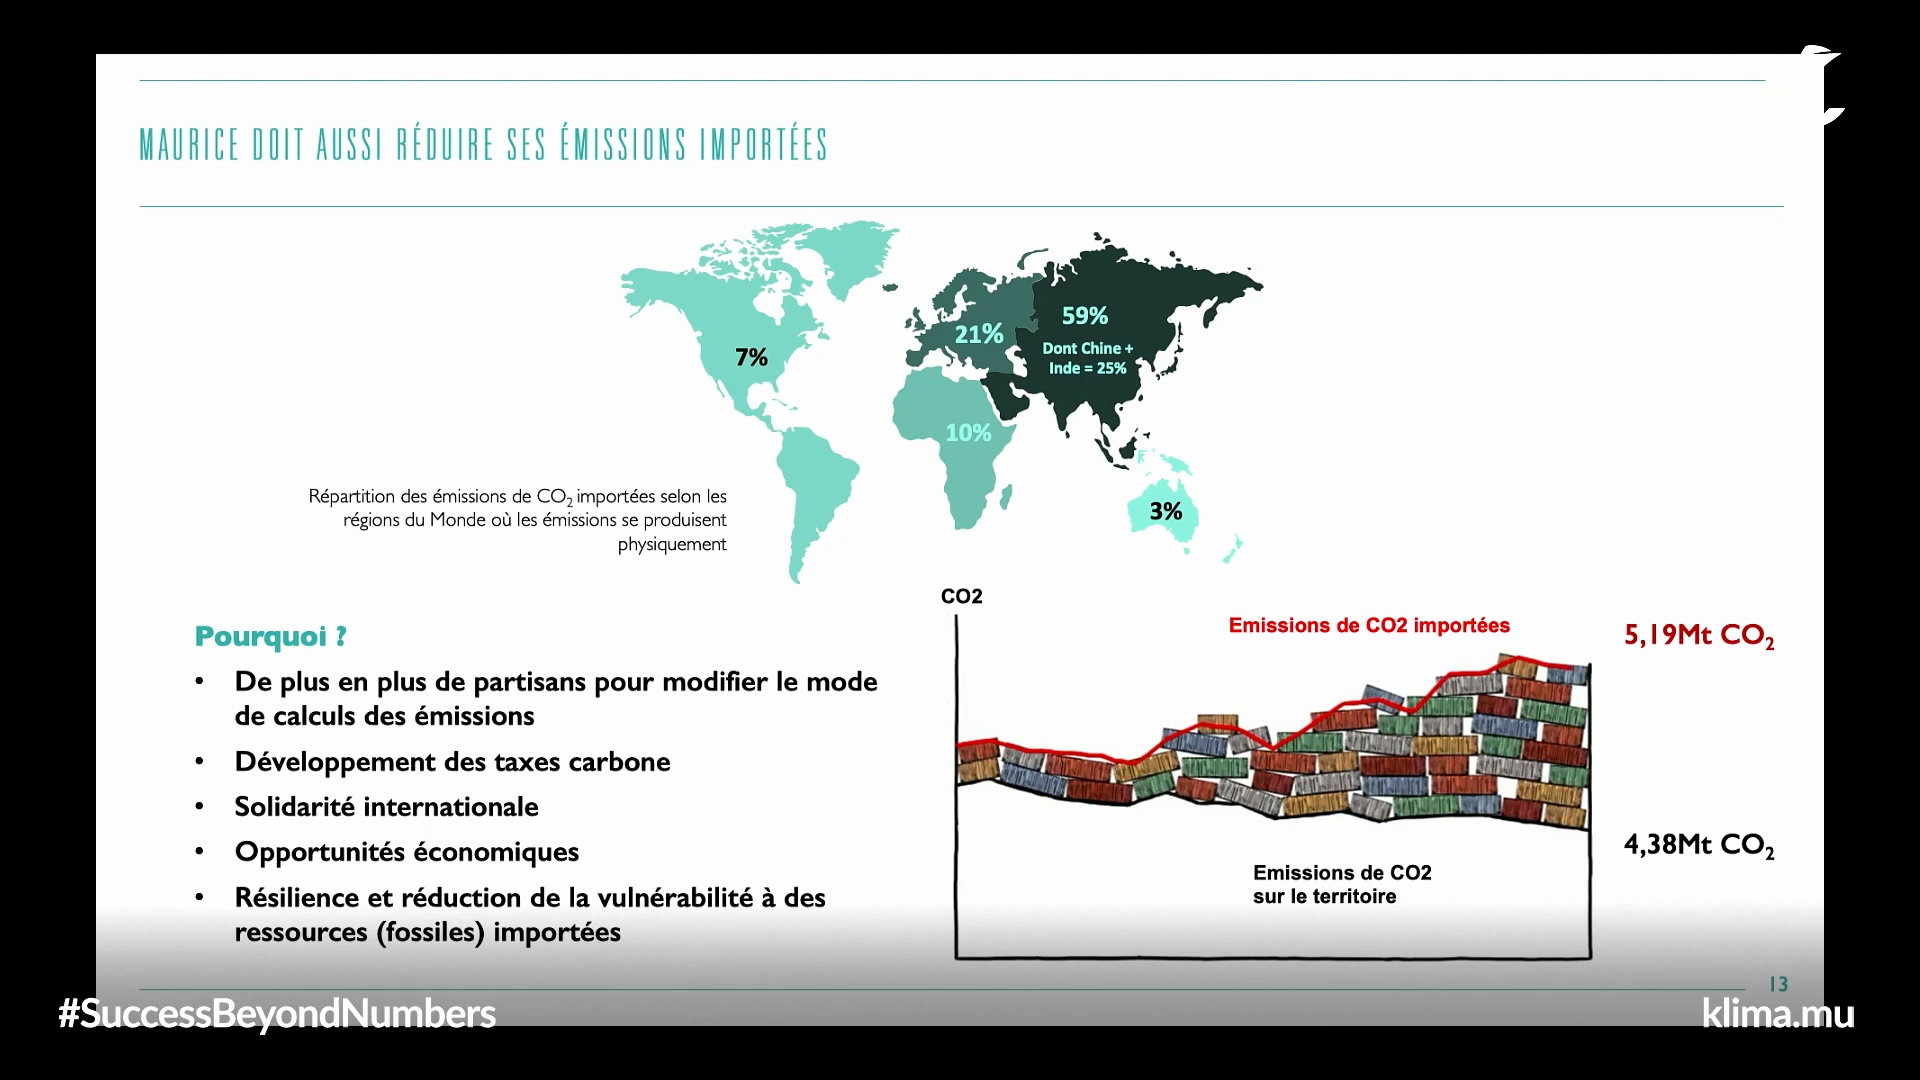 MAURICE DOIT AUSSI RÉDUIRE SES ÉMISSIONS IMPORTÉES
7%
21%
59%
Dont Chine +
Inde = 25%
10%
3%
Répartition des émissions de CO₂ importées selon les
régions du Monde où les émissions se produisent
physiquement
Pourquoi ?
• De plus en plus de partisans pour modifier le mode
de calculs des émissions
• Développement des taxes carbone
• Solidarité internationale
• Opportunités économiques
• Résilience et réduction de la vulnérabilité à des
ressources (fossiles) importées
CO2
Emissions de CO2 importées
5,19Mt CO₂
4,38Mt CO₂
Emissions de CO2
sur le territoire
13
#SuccessBeyondNumbers
klima.mu